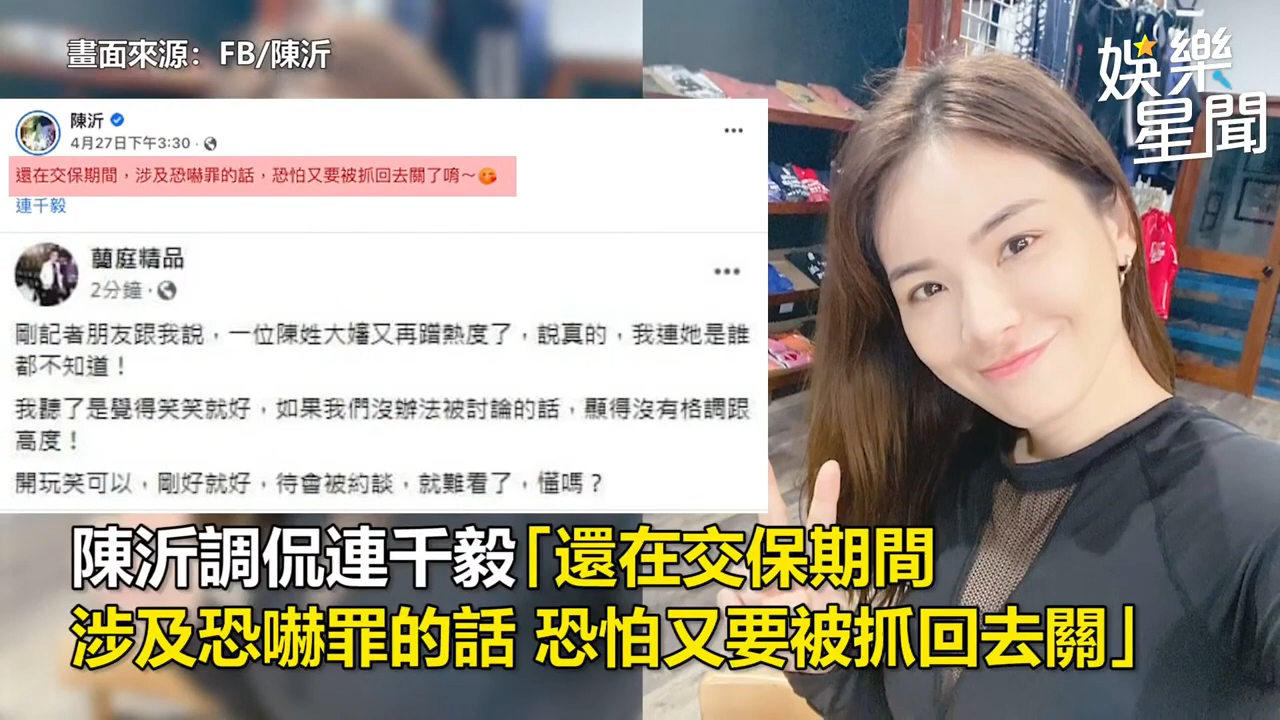 畫面來源：FB/陳沂
娛樂
星聞
陳沂
4月27日下午3:30
還在交保期間，涉及恐嚇罪的話，恐怕又要被抓回去關了唷～😘
連千毅
蘭庭精品
2分鐘
剛記者朋友跟我說，一位陳姓大嬸又再蹭熱度了，說真的，我連她是誰
都不知道！
我聽了是覺得笑笑就好，如果我們沒辦法被討論的話，顯得沒有格調跟
高度！
開玩笑可以，剛好就好，待會被約談，就難看了，懂嗎？
陳沂調侃連千毅「還在交保期間
涉及恐嚇罪的話 恐怕又要被抓回去關」